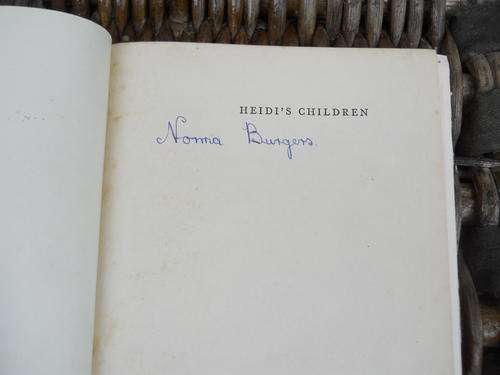 HEIDI'S CHILDREN
Norma Burgers.